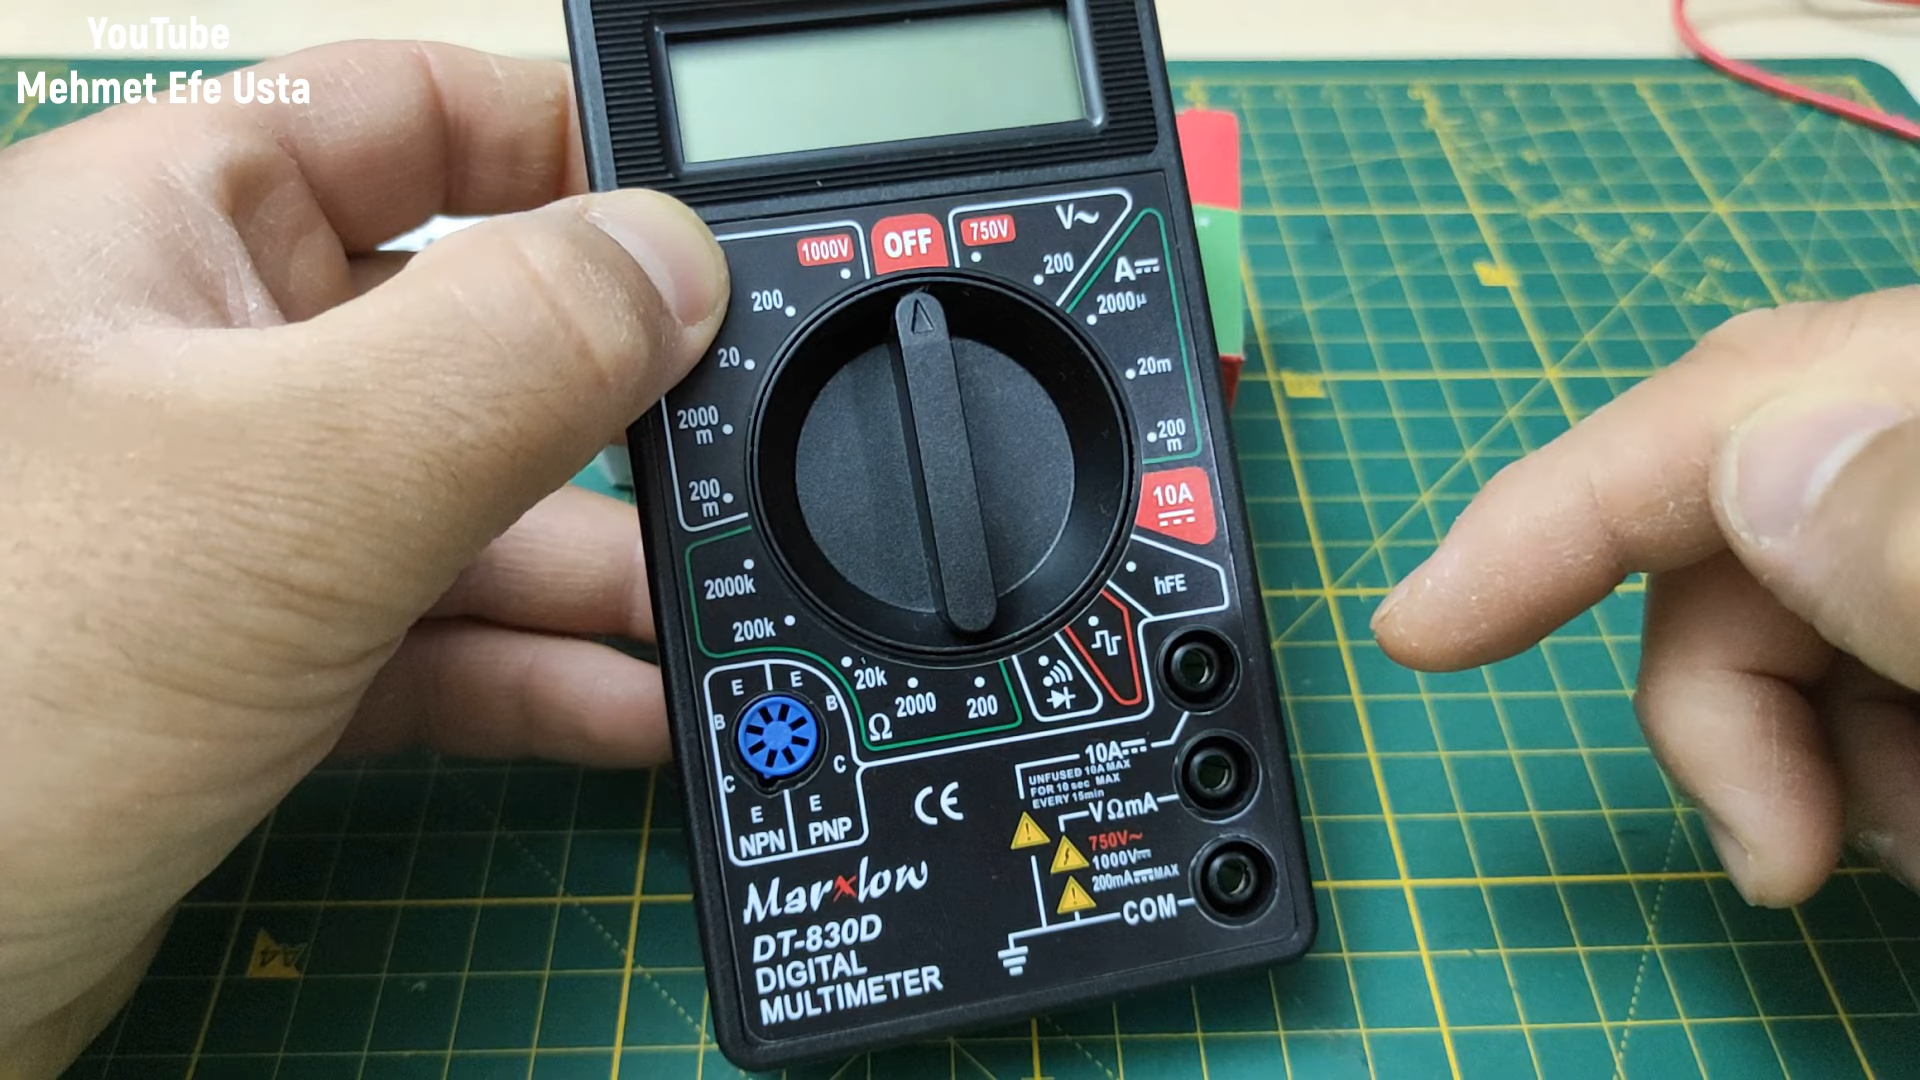 YouTube
Mehmet Efe Usta
1000V
OFF
750V
V~
200
200
A
2000µ
20
20m
2000
m
200
m
200
m
10A
2000k
hFE
200k
20k
2000
200
Ω
E
E
B
B
C
C
E
E
NPN
PNP
CE
10A
UNFUSED 10A MAX
FOR 10 sec MAX
EVERY 15min
VΩmA
750V~
1000V
200mA MAX
COM
Marxlow
DT-830D
DIGITAL
MULTIMETER
A4